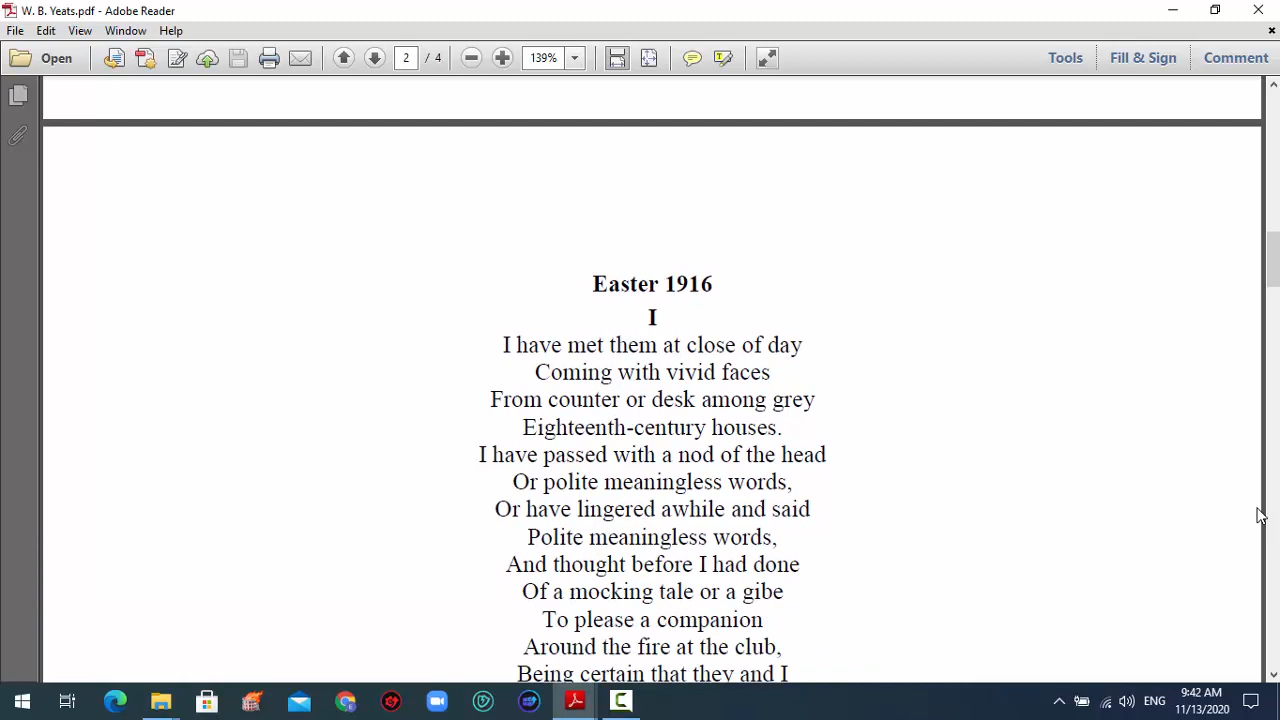 W. B. Yeats.pdf - Adobe Reader
File Edit View Window Help
Open 2 / 4 139% Tools Fill & Sign Comment
Easter 1916
I
I have met them at close of day
Coming with vivid faces
From counter or desk among grey
Eighteenth-century houses.
I have passed with a nod of the head
Or polite meaningless words,
Or have lingered awhile and said
Polite meaningless words,
And thought before I had done
Of a mocking tale or a gibe
To please a companion
Around the fire at the club,
Being certain that they and I
ENG
9:42 AM
11/13/2020